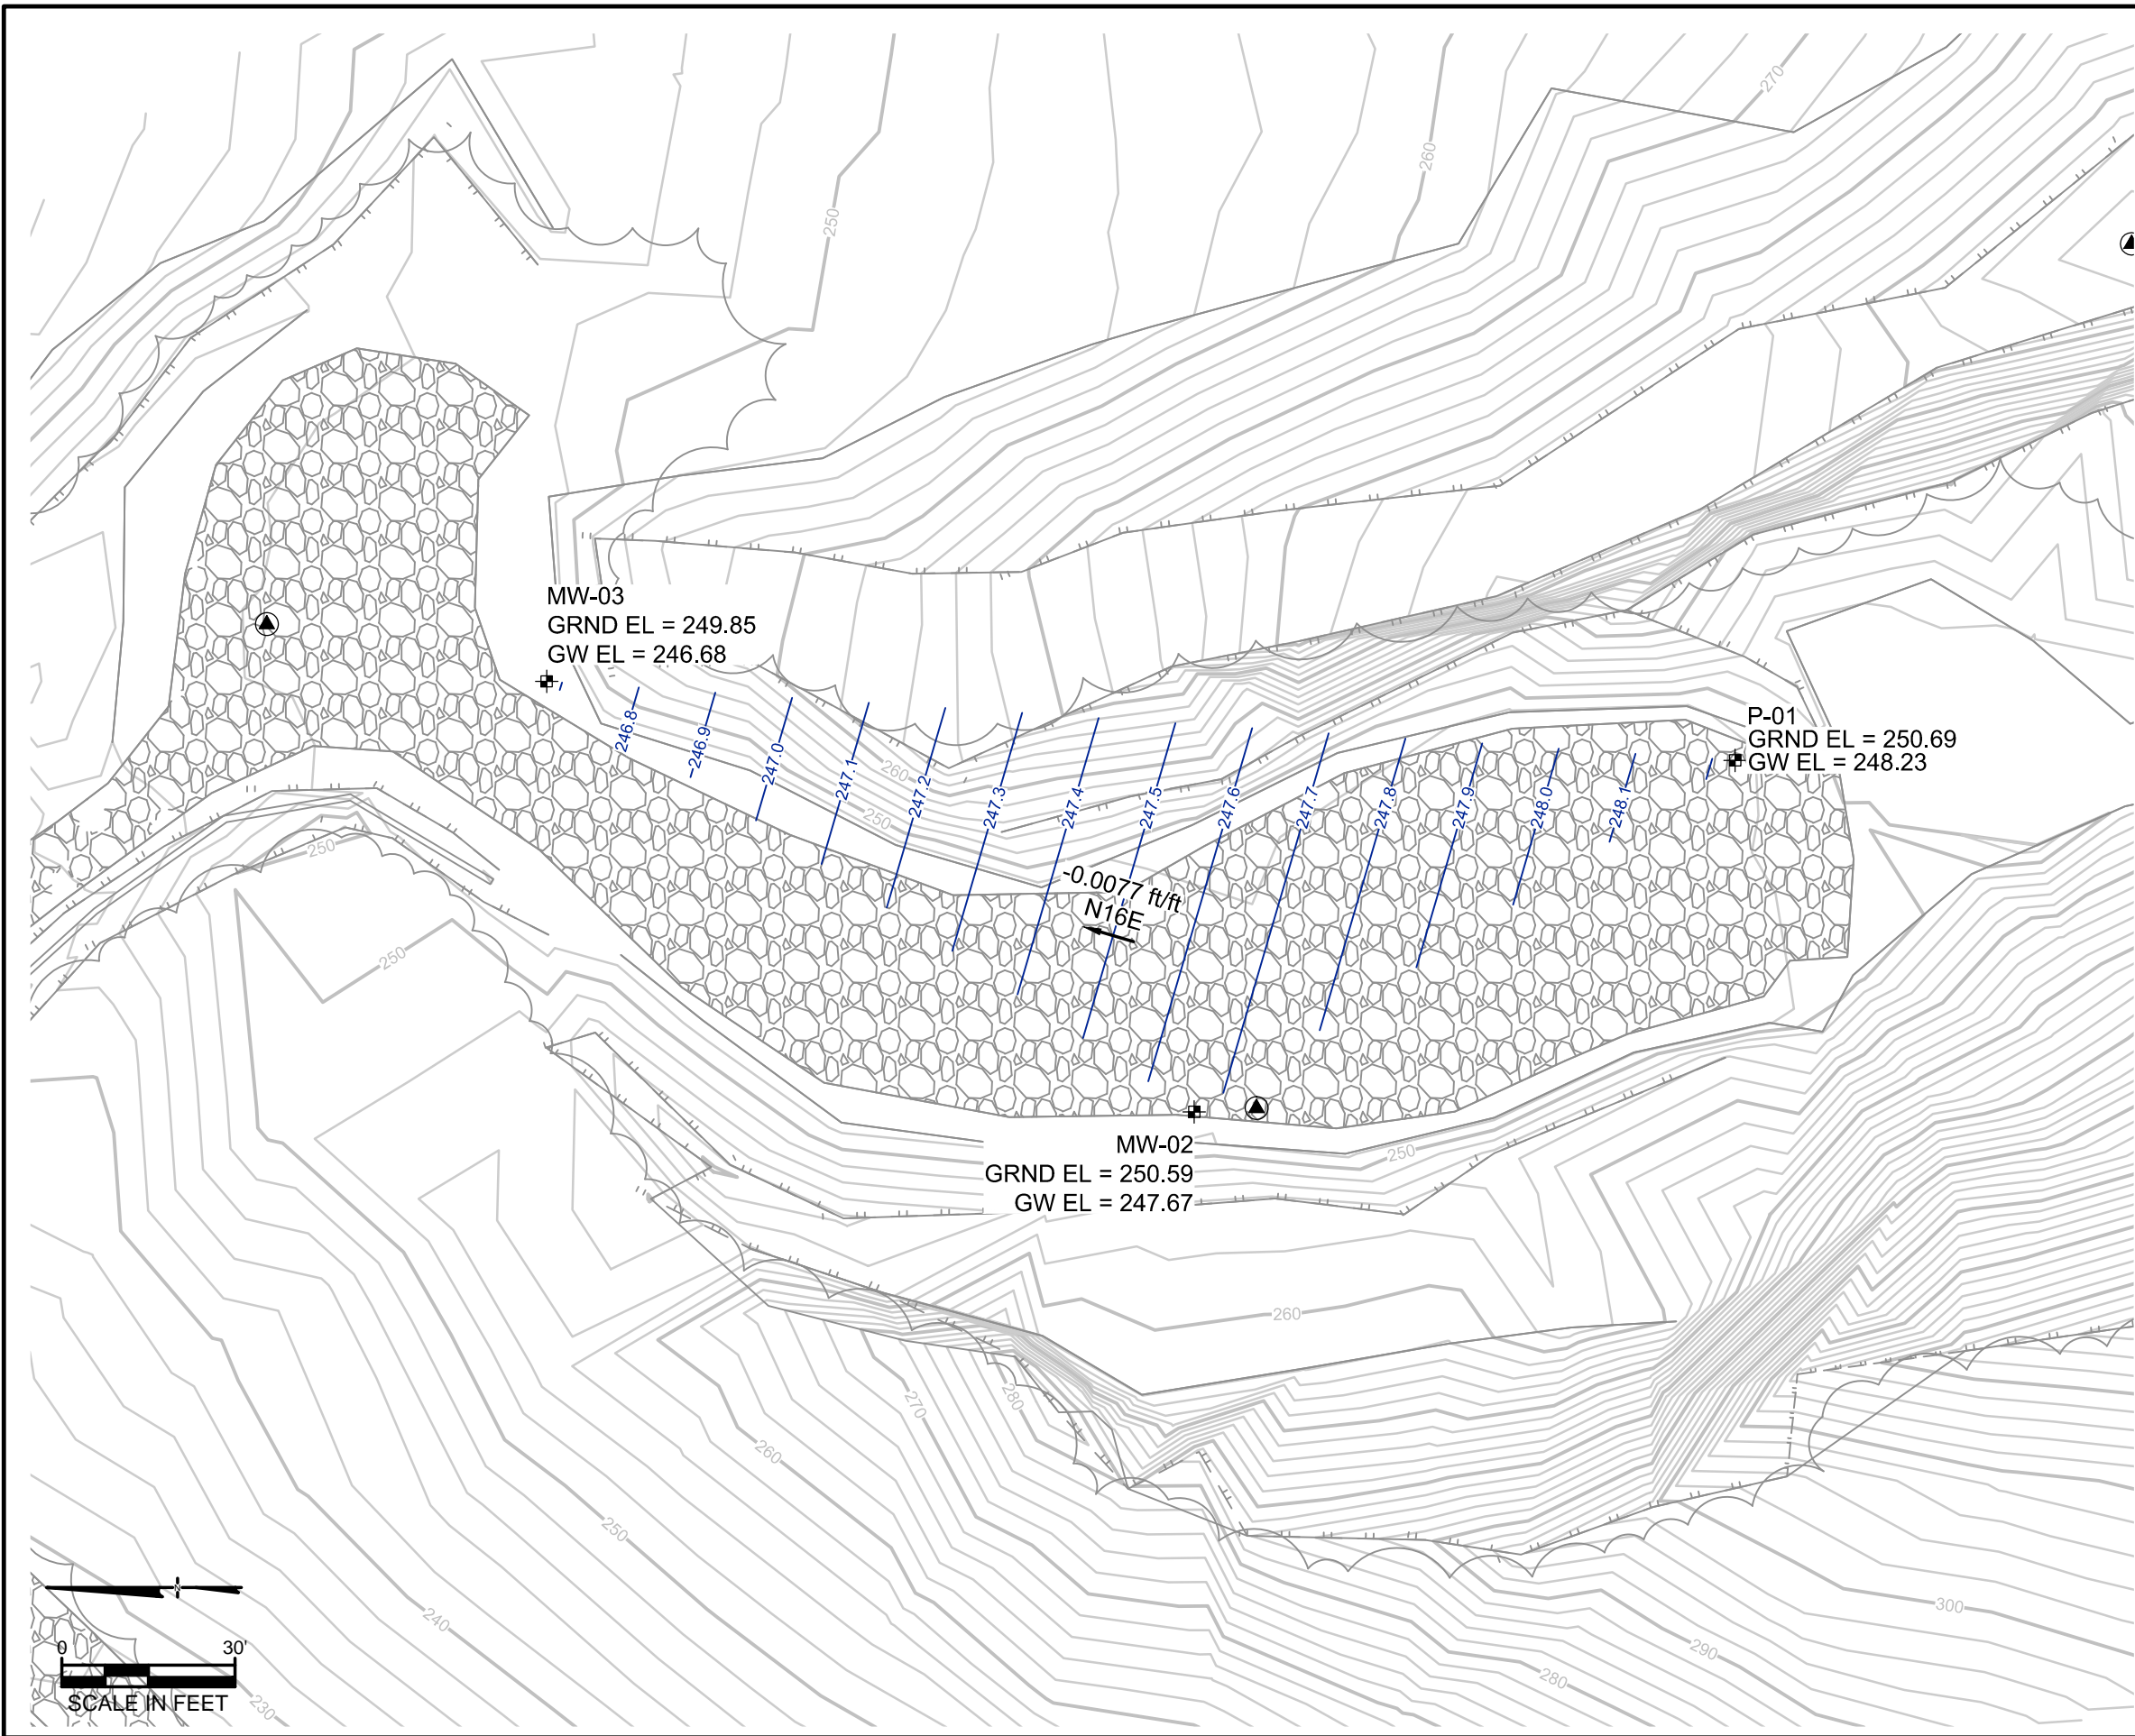 270
260
250
MW-03
GRND EL = 249.85
GW EL = 246.68
P-01
GRND EL = 250.69
GW EL = 248.23
246.8
246.9
247.0
247.1
247.2
247.3
247.4
247.5
247.6
247.7
247.8
247.9
248.0
248.1
260
250
250
250
-0.0077 ft/ft
N16E
MW-02
GRND EL = 250.59
GW EL = 247.67
250
260
280
270
260
250
240
230
300
290
280
N
0
30'
SCALE IN FEET